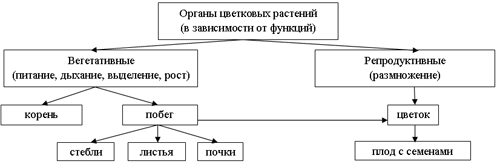 Органы цветковых растений
(в зависимости от функций)
Вегетативные
(питание, дыхание, выделение, рост)
Репродуктивные
(размножение)
корень
побег
цветок
стебли
листья
почки
плод с семенами